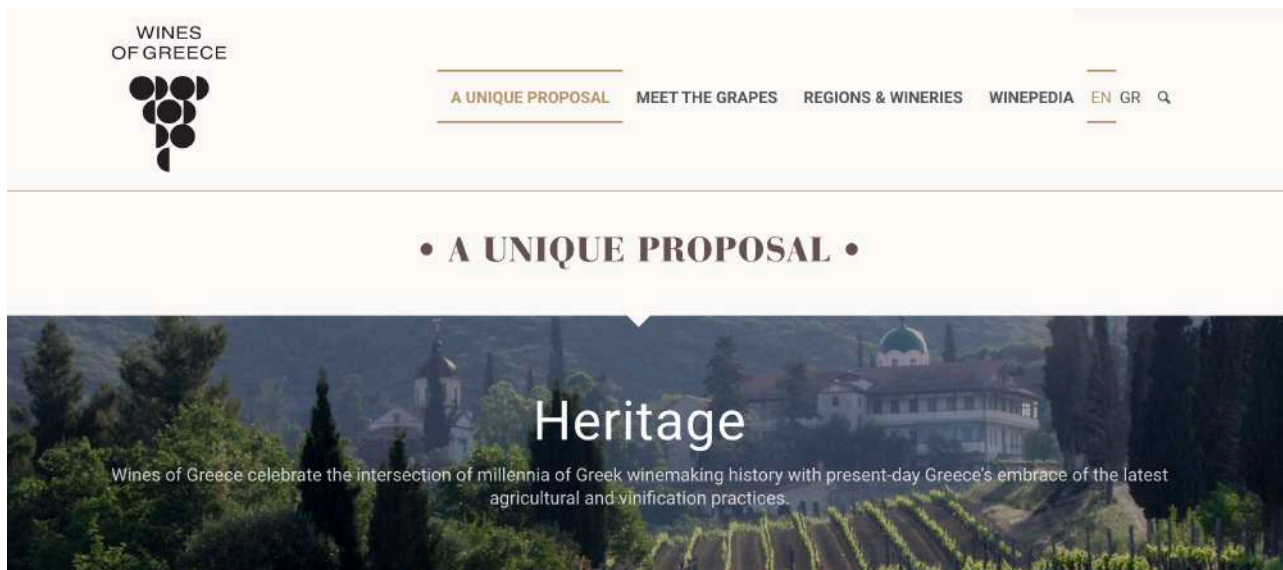 WINES
OF GREECE
A UNIQUE PROPOSAL MEET THE GRAPES REGIONS & WINERIES WINEPEDIA EN GR
• A UNIQUE PROPOSAL •
Heritage
Wines of Greece celebrate the intersection of millennia of Greek winemaking history with present-day Greece's embrace of the latest
agricultural and vinification practices.